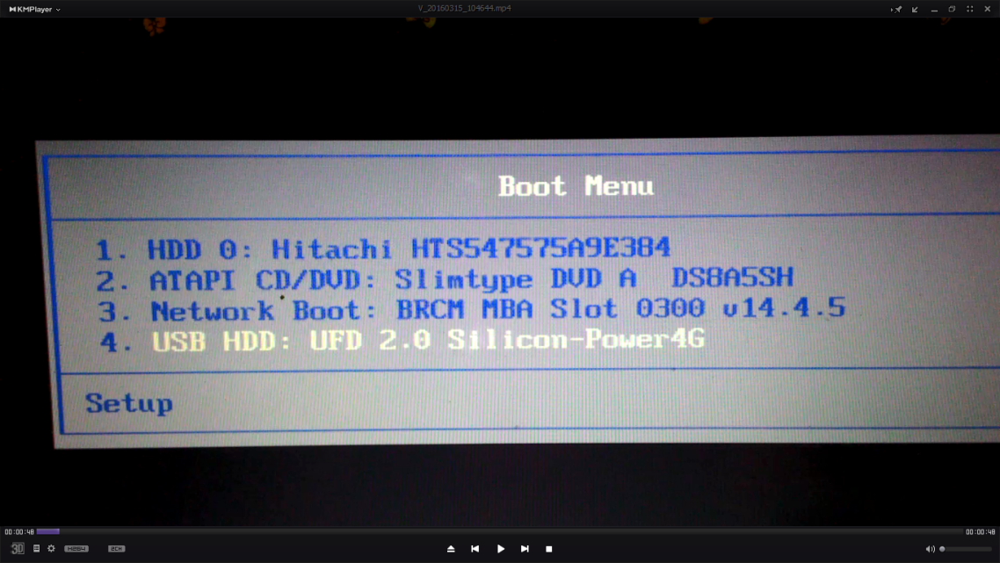 KMPlayer
V_20160315_104644.mp4
Boot Menu
1. HDD 0: Hitachi HTS547575A9E384
2. ATAPI CD/DVD: Slimtype DVD A DS8A5SH
3. Network Boot: BRCM MBA Slot 0300 v14.4.5
4. USB HDD: UFD 2.0 Silicon-Power4G
Setup
00:00:48
00:00:48
3D
H264
2CH